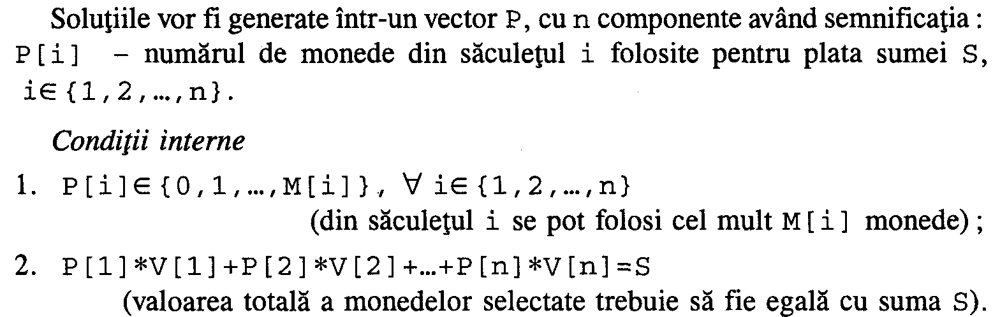 Soluţiile vor fi generate într-un vector P, cu n componente având semnificaţia :
P[i] – numărul de monede din săculeţul i folosite pentru plata sumei S,
i∈{1,2,…,n}.
Condiţii interne
1. P[i]∈{0,1,…,M[i]}, ∀ i∈{1,2,…,n}
(din săculeţul i se pot folosi cel mult M[i] monede) ;
2. P[1]*V[1]+P[2]*V[2]+…+P[n]*V[n]=S
(valoarea totală a monedelor selectate trebuie să fie egală cu suma S).